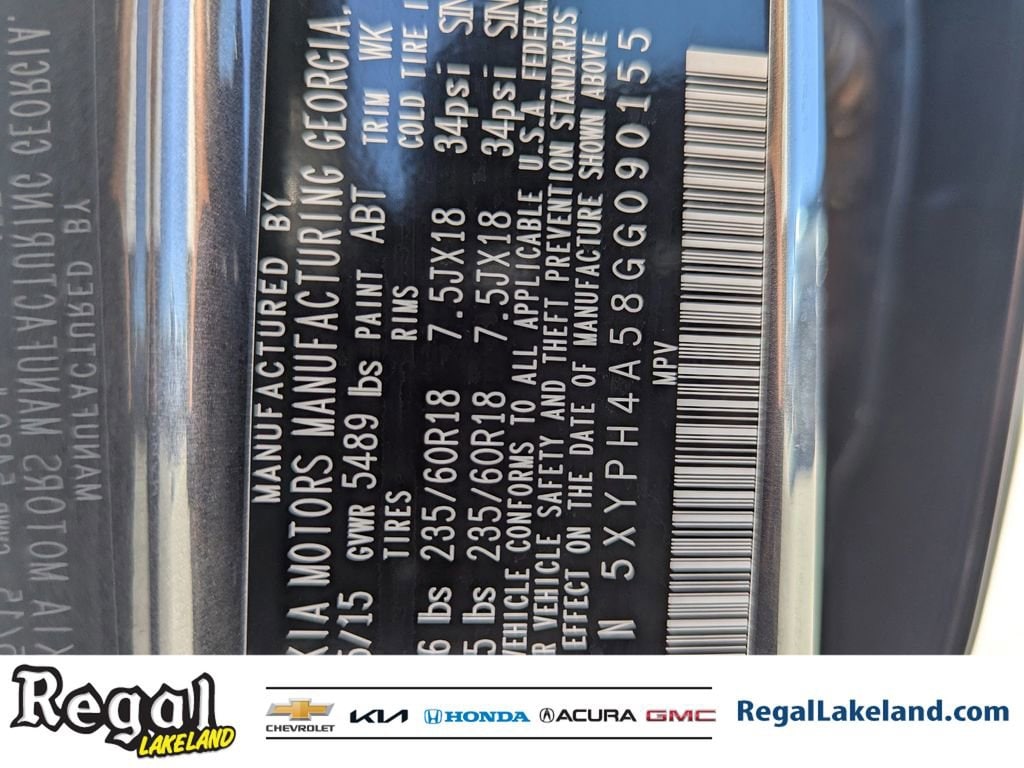 MANUFACTURED BY
KIA MOTORS MANUFACTURING GEORGIA.
/15 GVWR 5489 lbs PAINT ABT TRIM WK
TIRES RIMS COLD TIRE
6 lbs 235/60R18 7.5JX18 34psi SIN
5 lbs 235/60R18 7.5JX18 34psi SIN
VEHICLE CONFORMS TO ALL APPLICABLE U.S.A. FEDERA
R VEHICLE SAFETY AND THEFT PREVENTION STANDARDS
EFFECT ON THE DATE OF MANUFACTURE SHOWN ABOVE
N 5XYPH4A58GG090155
MPV
Regal
LAKELAND
CHEVROLET KIA HONDA ACURA GMC
RegalLakeland.com